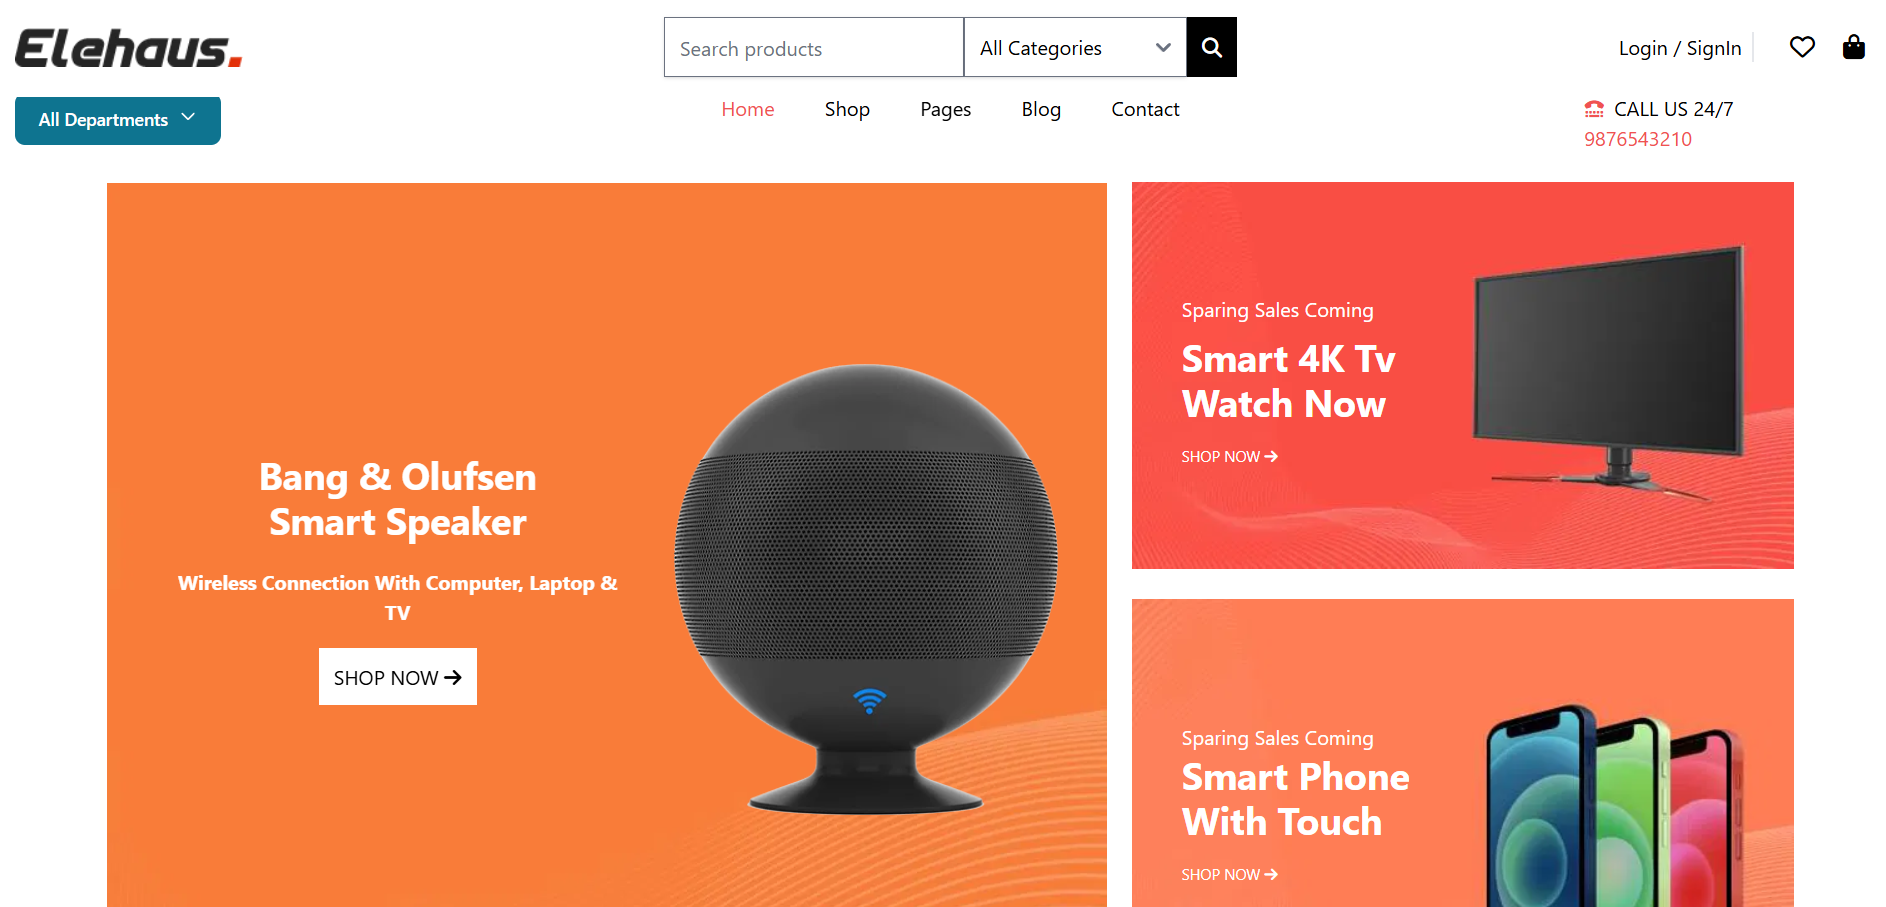 Elehaus.
Search products
All Categories
Login / SignIn
All Departments
Home
Shop
Pages
Blog
Contact
CALL US 24/7
9876543210
Bang & Olufsen
Smart Speaker
Wireless Connection With Computer, Laptop &
TV
SHOP NOW
Sparing Sales Coming
Smart 4K Tv
Watch Now
SHOP NOW
Sparing Sales Coming
Smart Phone
With Touch
SHOP NOW